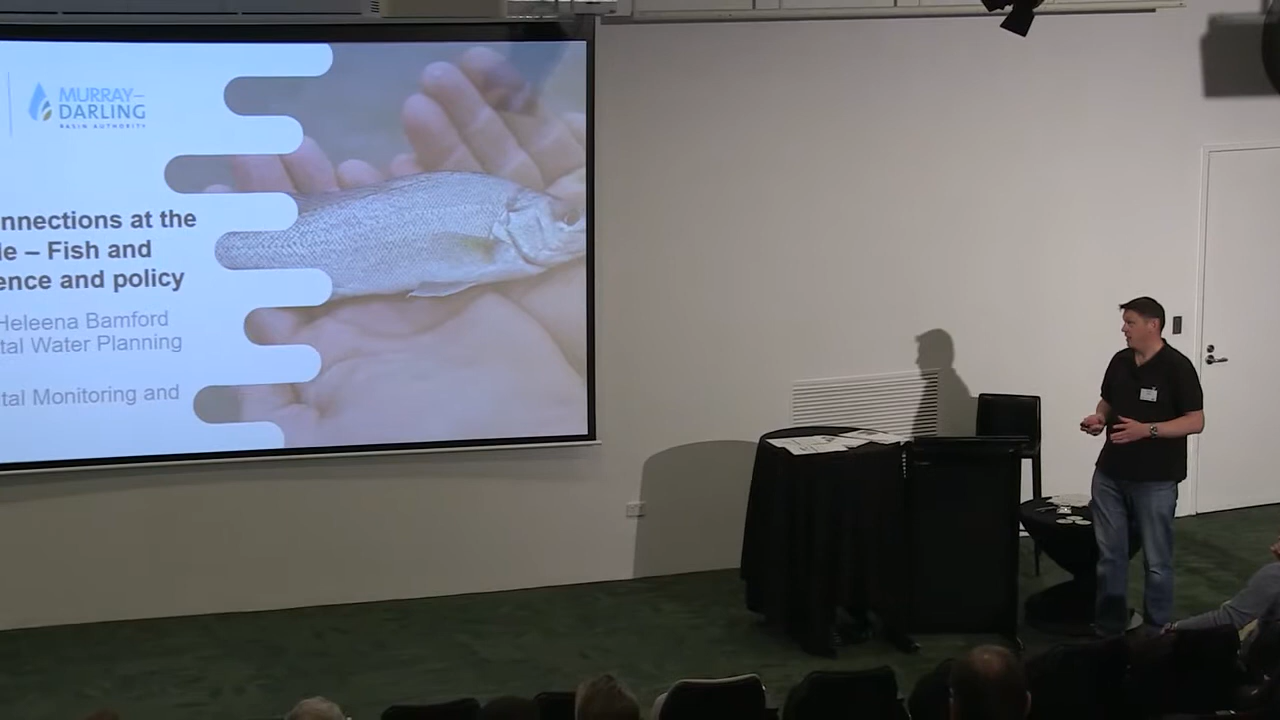 MURRAY–
DARLING
BASIN AUTHORITY
nnections at the
le – Fish and
ence and policy
Heleena Bamford
tal Water Planning
tal Monitoring and